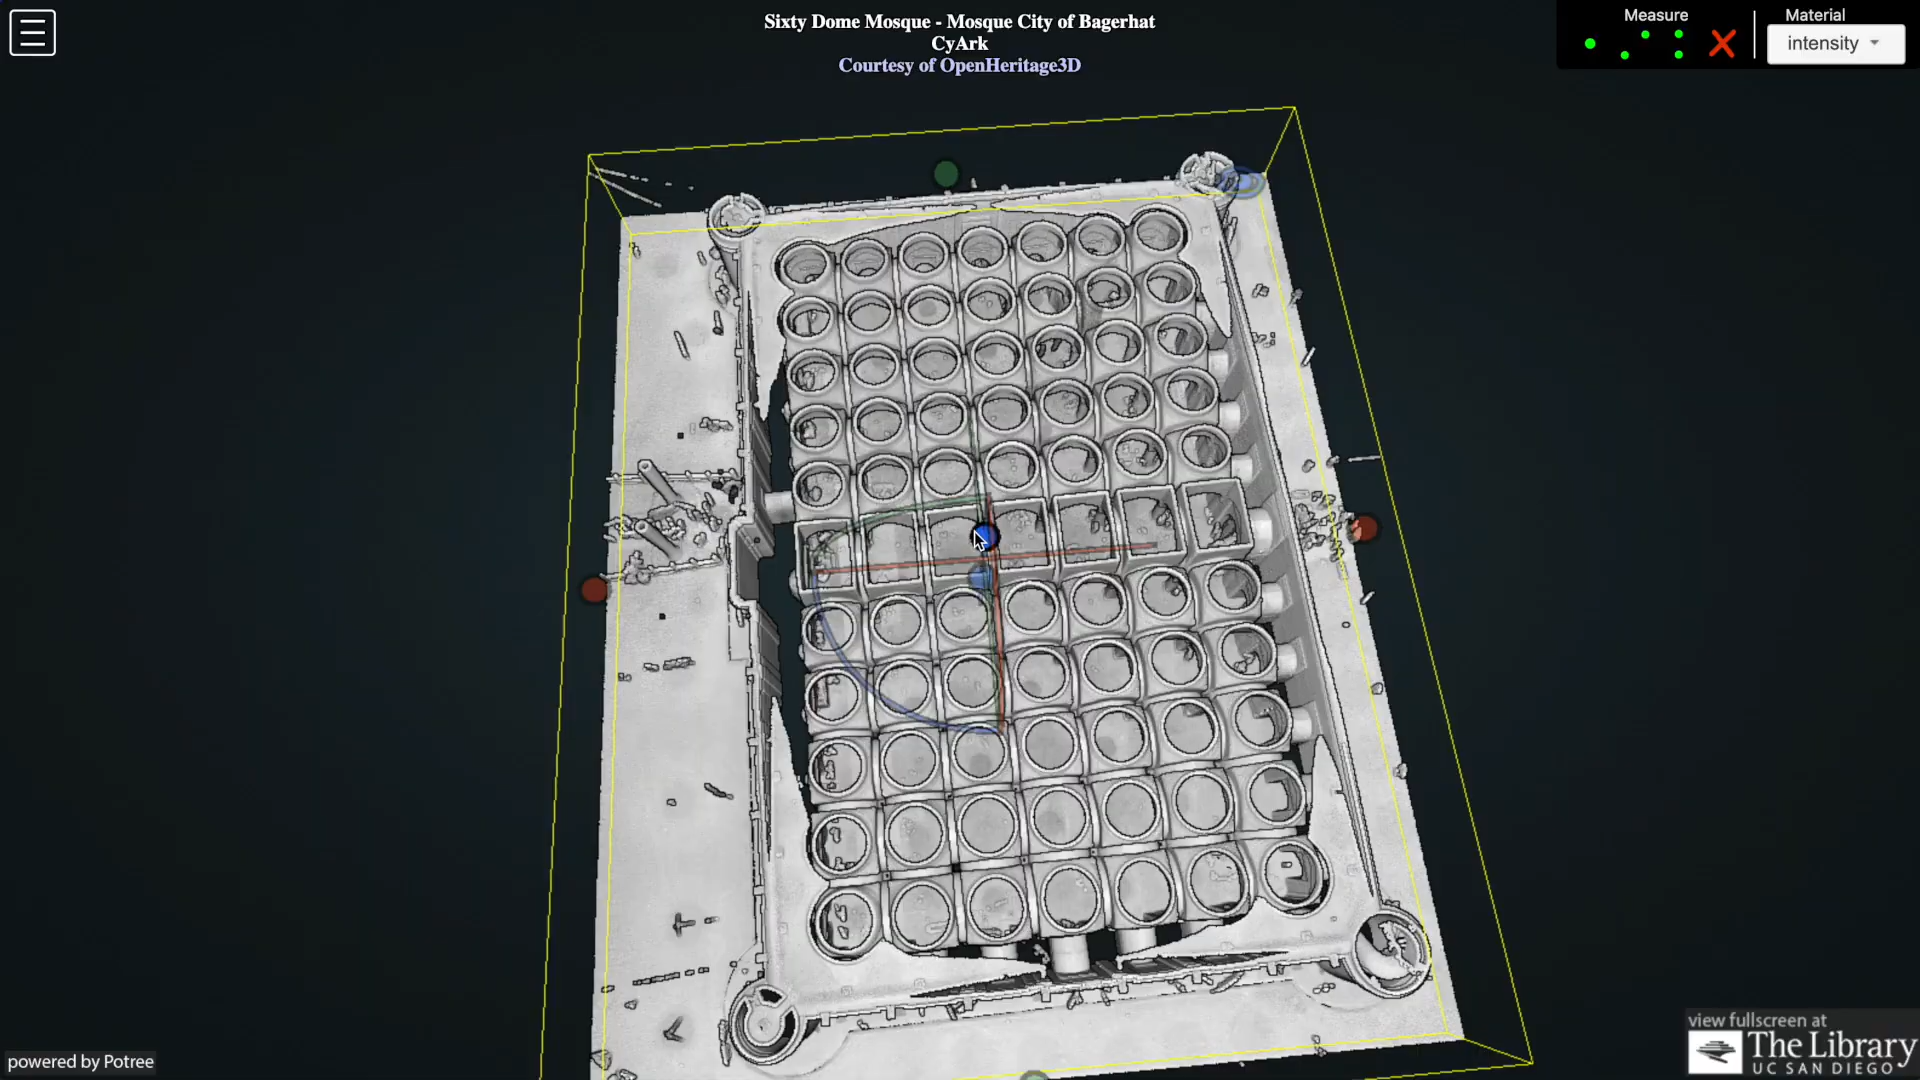 Sixty Dome Mosque - Mosque City of Bagerhat
CyArk
Courtesy of OpenHeritage3D
Measure
Material
intensity
powered by Potree
view fullscreen at
The Library
UC SAN DIEGO